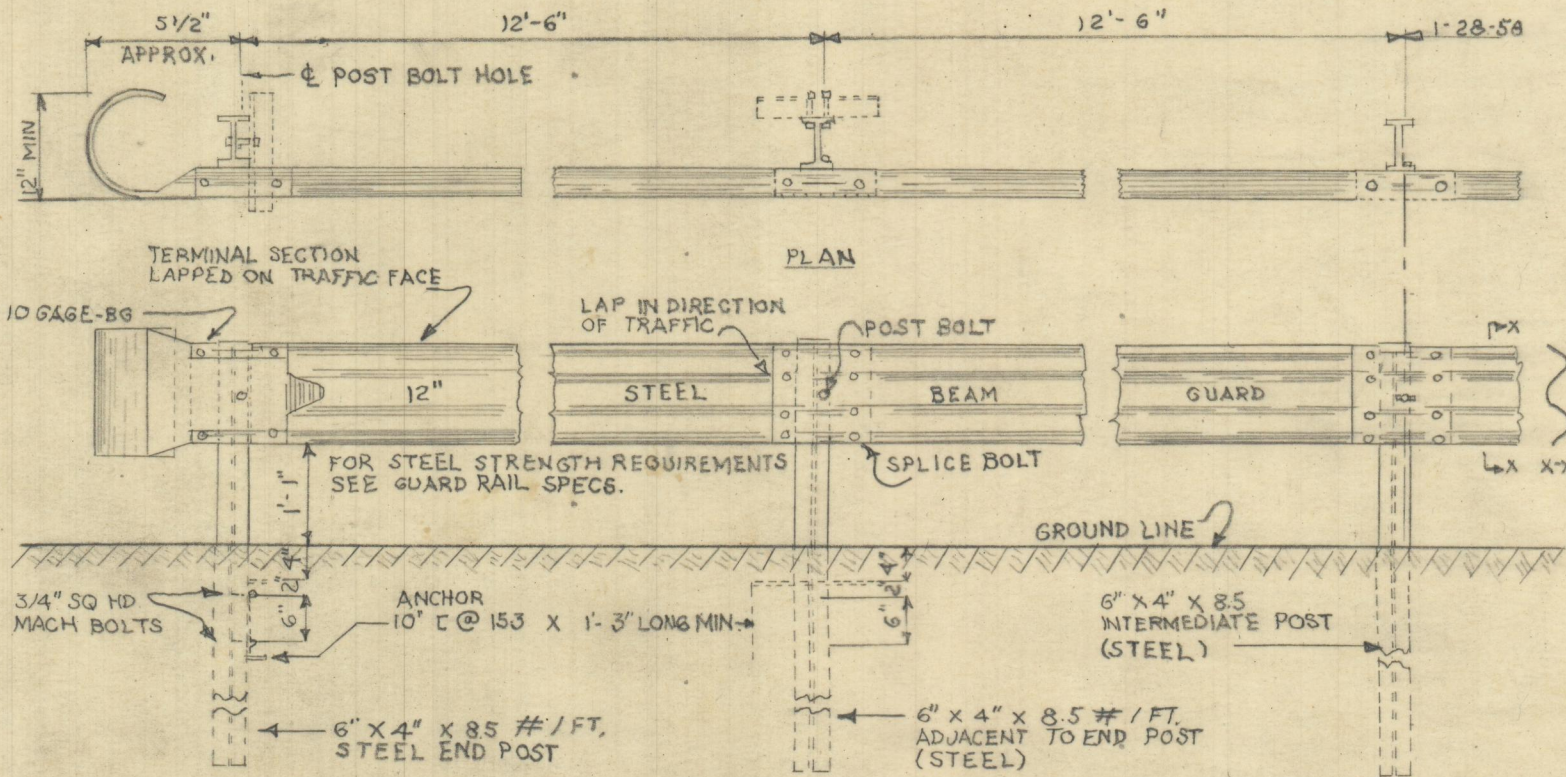 5 1/2"
APPROX.
12'-6"
12'-6"
1-28-58
℄ POST BOLT HOLE
12" MIN
PLAN
TERMINAL SECTION
LAPPED ON TRAFFIC FACE
10 GAGE-BG
LAP IN DIRECTION
OF TRAFFIC
POST BOLT
X
12"
STEEL
BEAM
GUARD
FOR STEEL STRENGTH REQUIREMENTS
SEE GUARD RAIL SPECS.
SPLICE BOLT
X
1'-1"
GROUND LINE
4"
2"
6"
4"
2"
6"
3/4" SQ HD
MACH BOLTS
ANCHOR
10" [ @ 153 X 1'-3" LONG MIN.
6" X 4" X 8.5
INTERMEDIATE POST
(STEEL)
6" X 4" X 8.5 # / FT.
STEEL END POST
6" X 4" X 8.5 # / FT.
ADJACENT TO END POST
(STEEL)